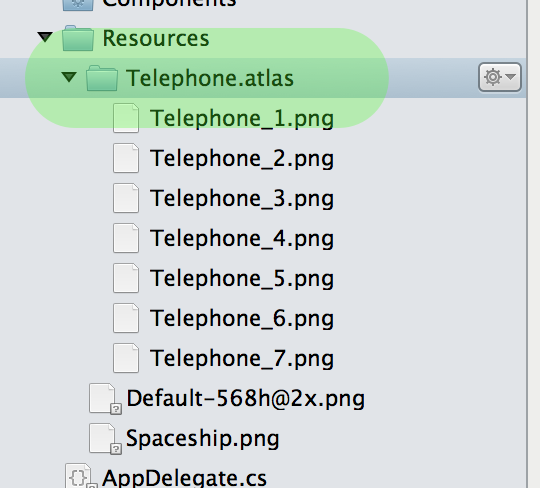 Components
Resources
Telephone.atlas
Telephone_1.png
Telephone_2.png
Telephone_3.png
Telephone_4.png
Telephone_5.png
Telephone_6.png
Telephone_7.png
Default-568h@2x.png
Spaceship.png
AppDelegate.cs